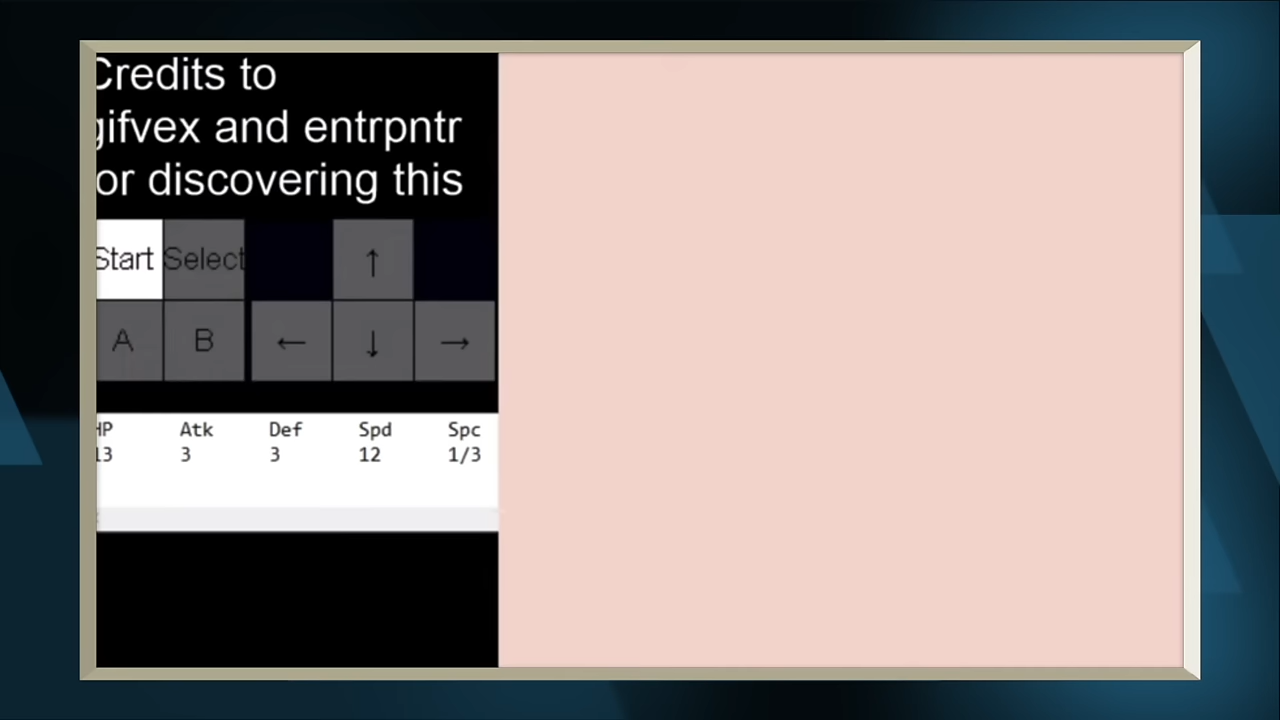 Credits to
gifvex and entrpntr
or discovering this
Start Select ↑
A B ← ↓ →
HP Atk Def Spd Spc
13 3 3 12 1/3